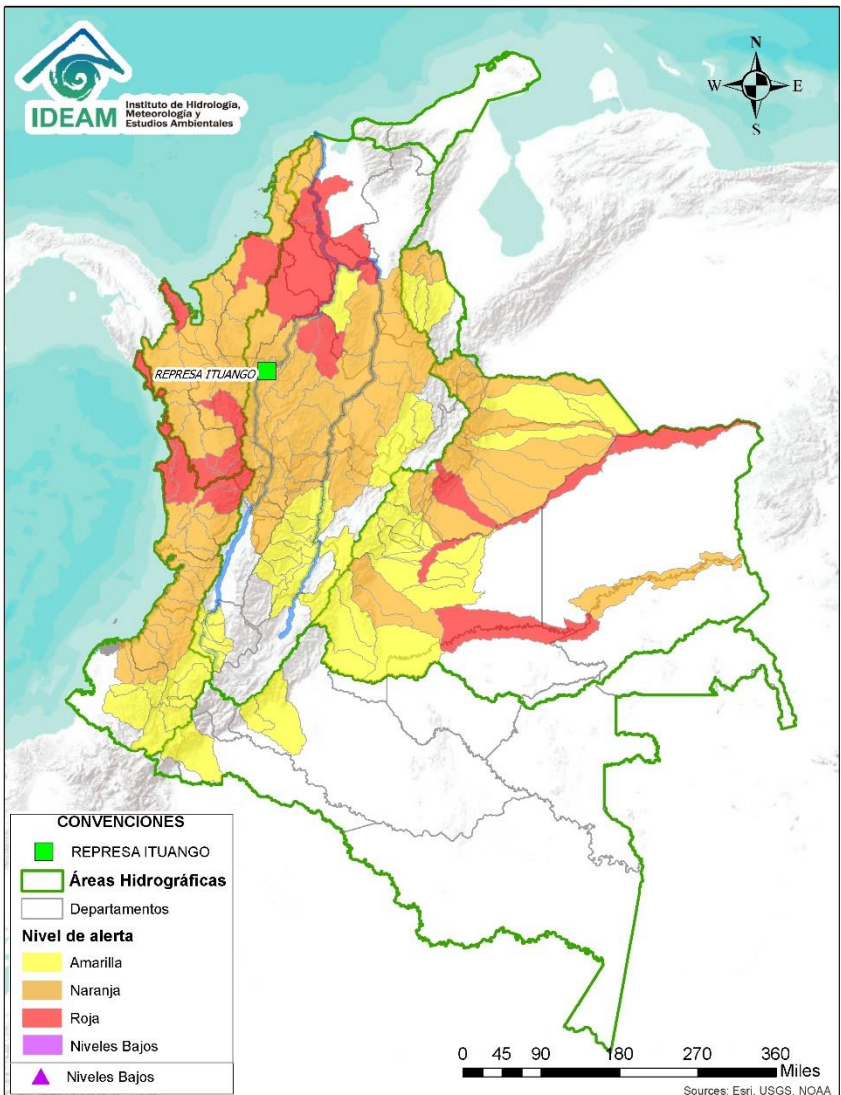 IDEAM
Instituto de Hidrología,
Meteorología y
Estudios Ambientales
N
W
E
S
REPRESA ITUANGO
CONVENCIONES
REPRESA ITUANGO
Áreas Hidrográficas
Departamentos
Nivel de alerta
Amarilla
Naranja
Roja
Niveles Bajos
Niveles Bajos
0 45 90 180 270 360
Miles
Sources: Esri, USGS, NOAA